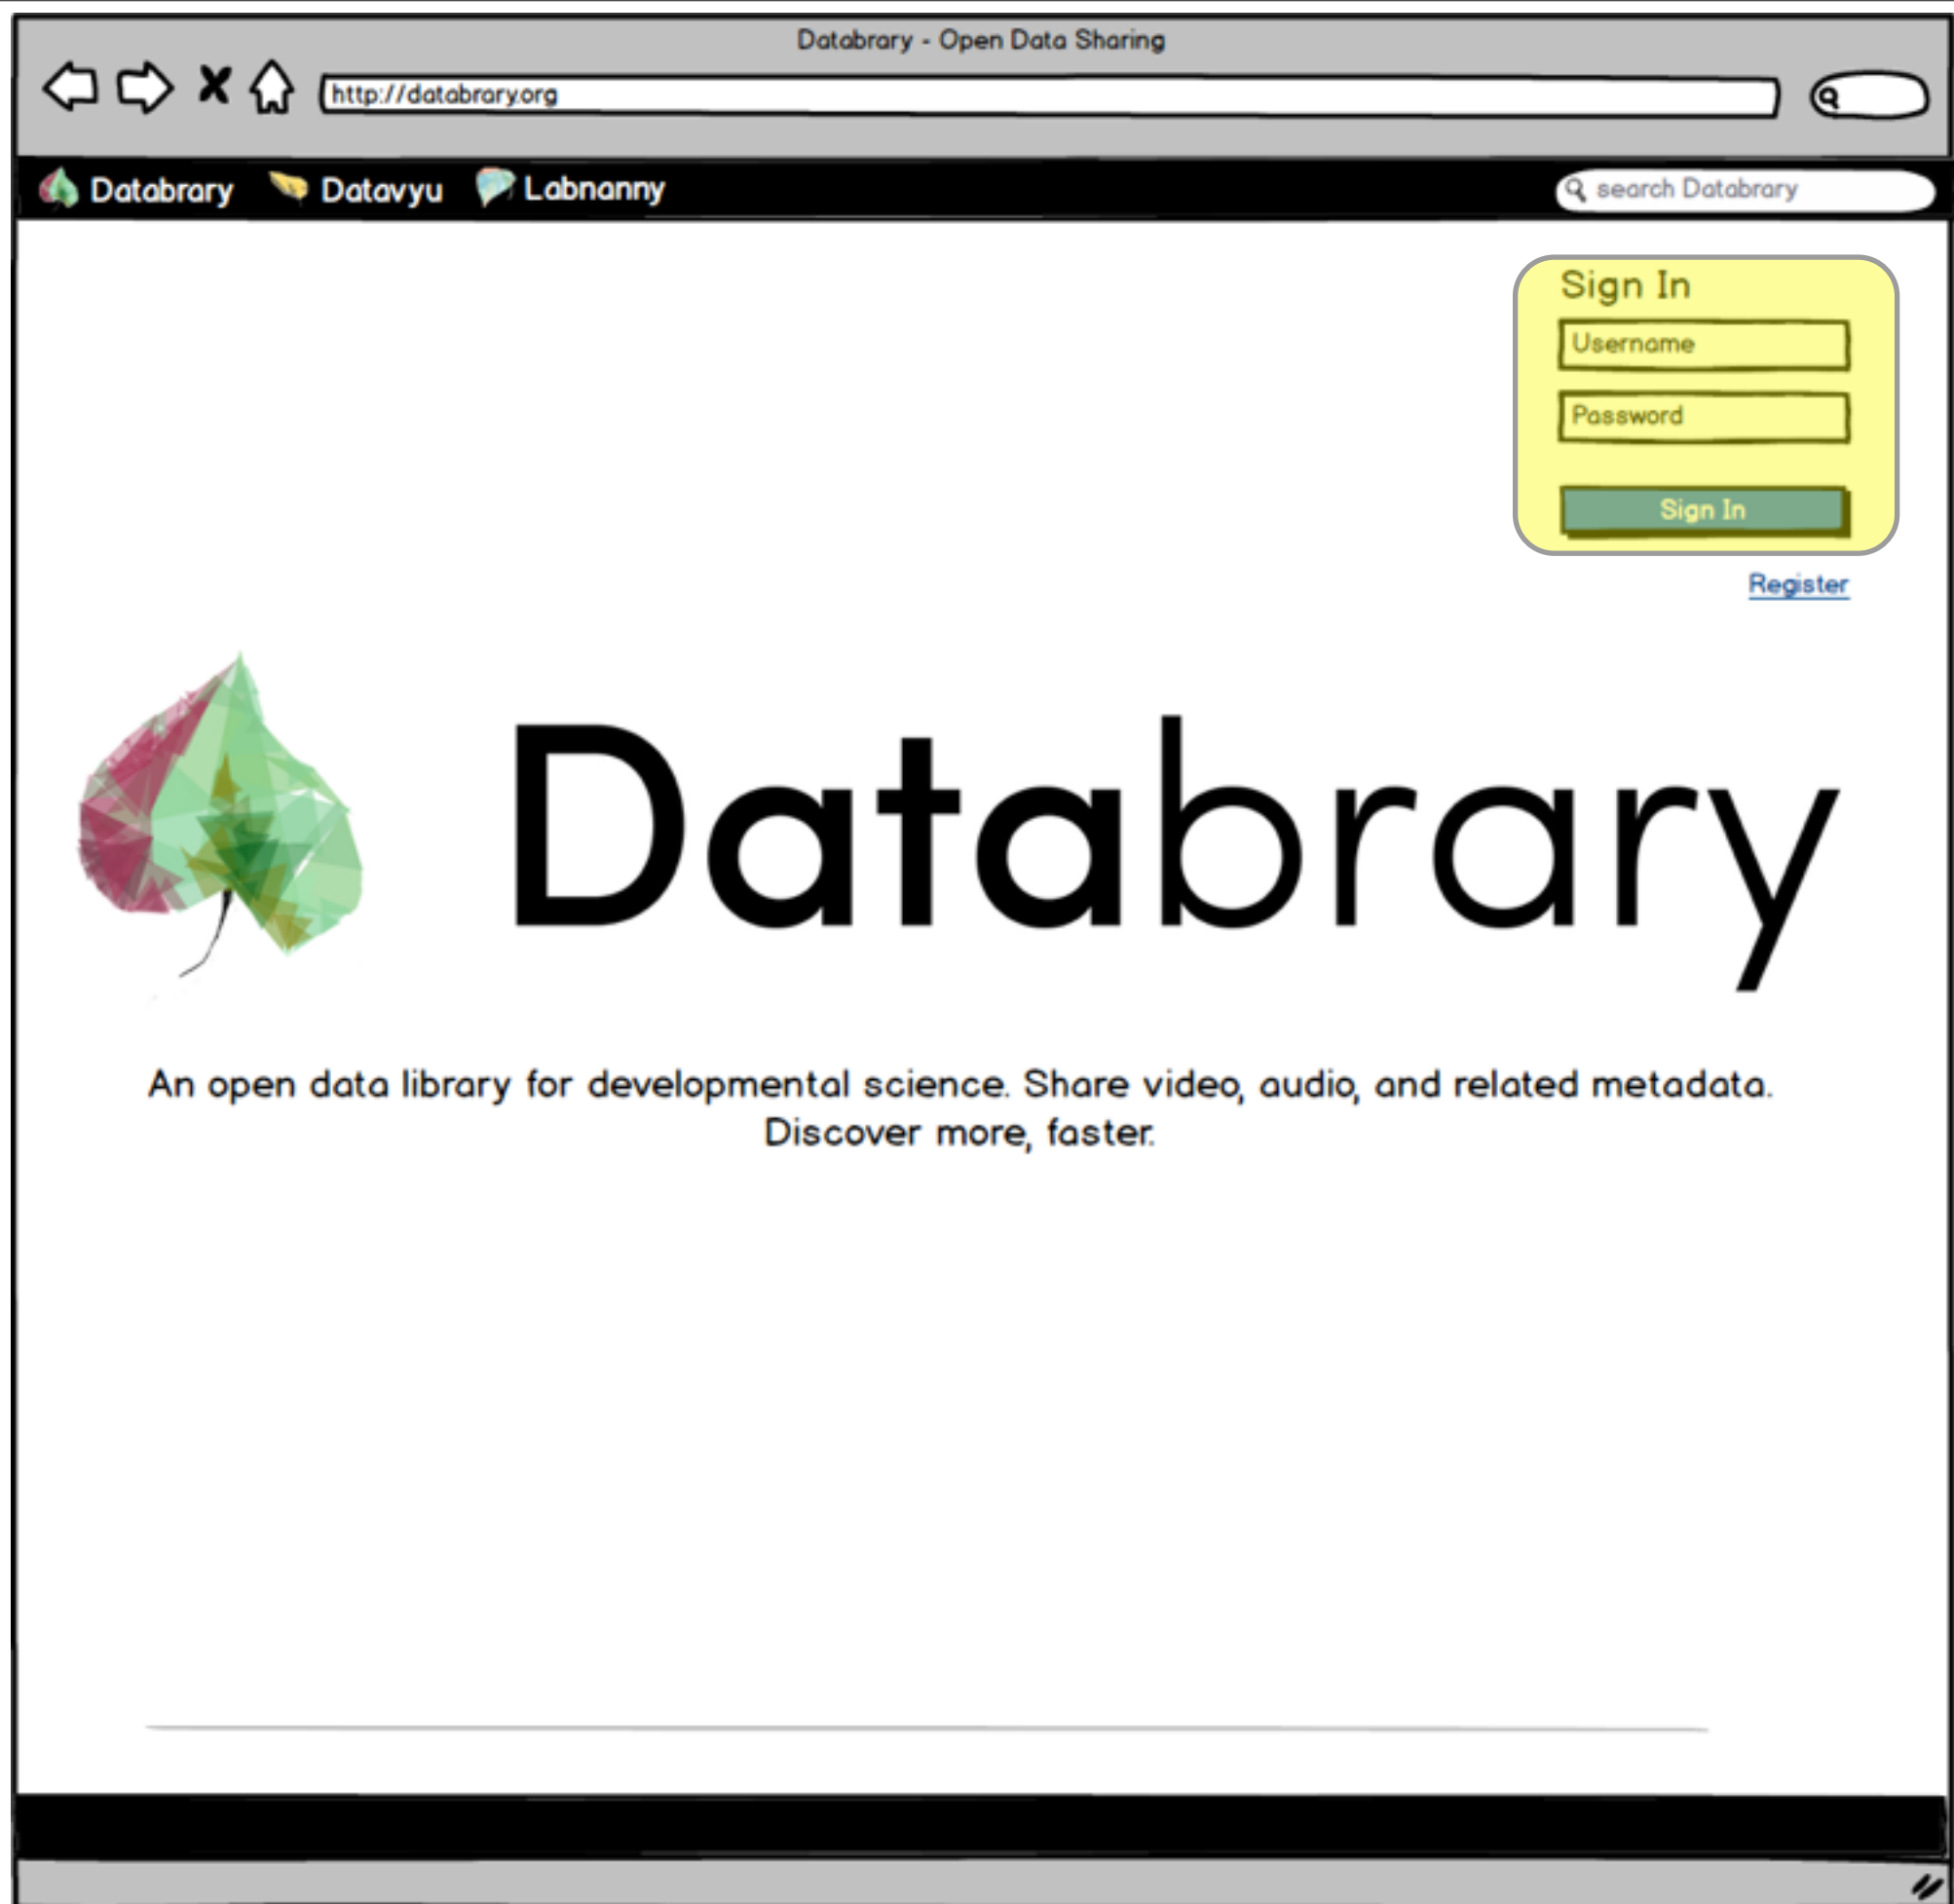 Databrary - Open Data Sharing
http://databrary.org
Databrary Datavyu Labnanny search Databrary
Sign In
Username
Password
Sign In
Register
Databrary
An open data library for developmental science. Share video, audio, and related metadata.
Discover more, faster.